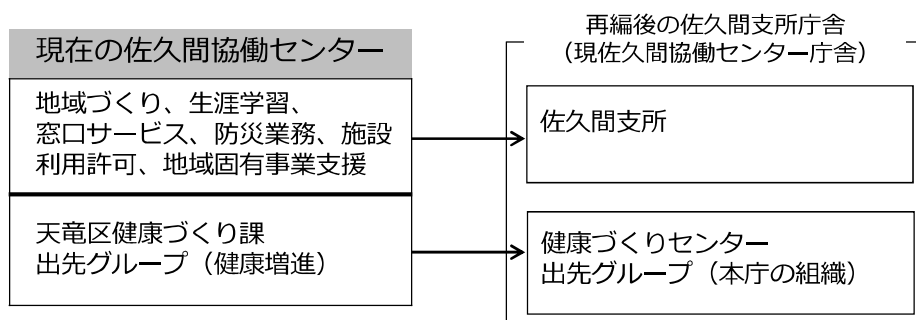 現在の佐久間協働センター
地域づくり、生涯学習、
窓口サービス、防災業務、施設
利用許可、地域固有事業支援
天竜区健康づくり課
出先グループ（健康増進）
再編後の佐久間支所庁舎
（現佐久間協働センター庁舎）
佐久間支所
健康づくりセンター
出先グループ（本庁の組織）